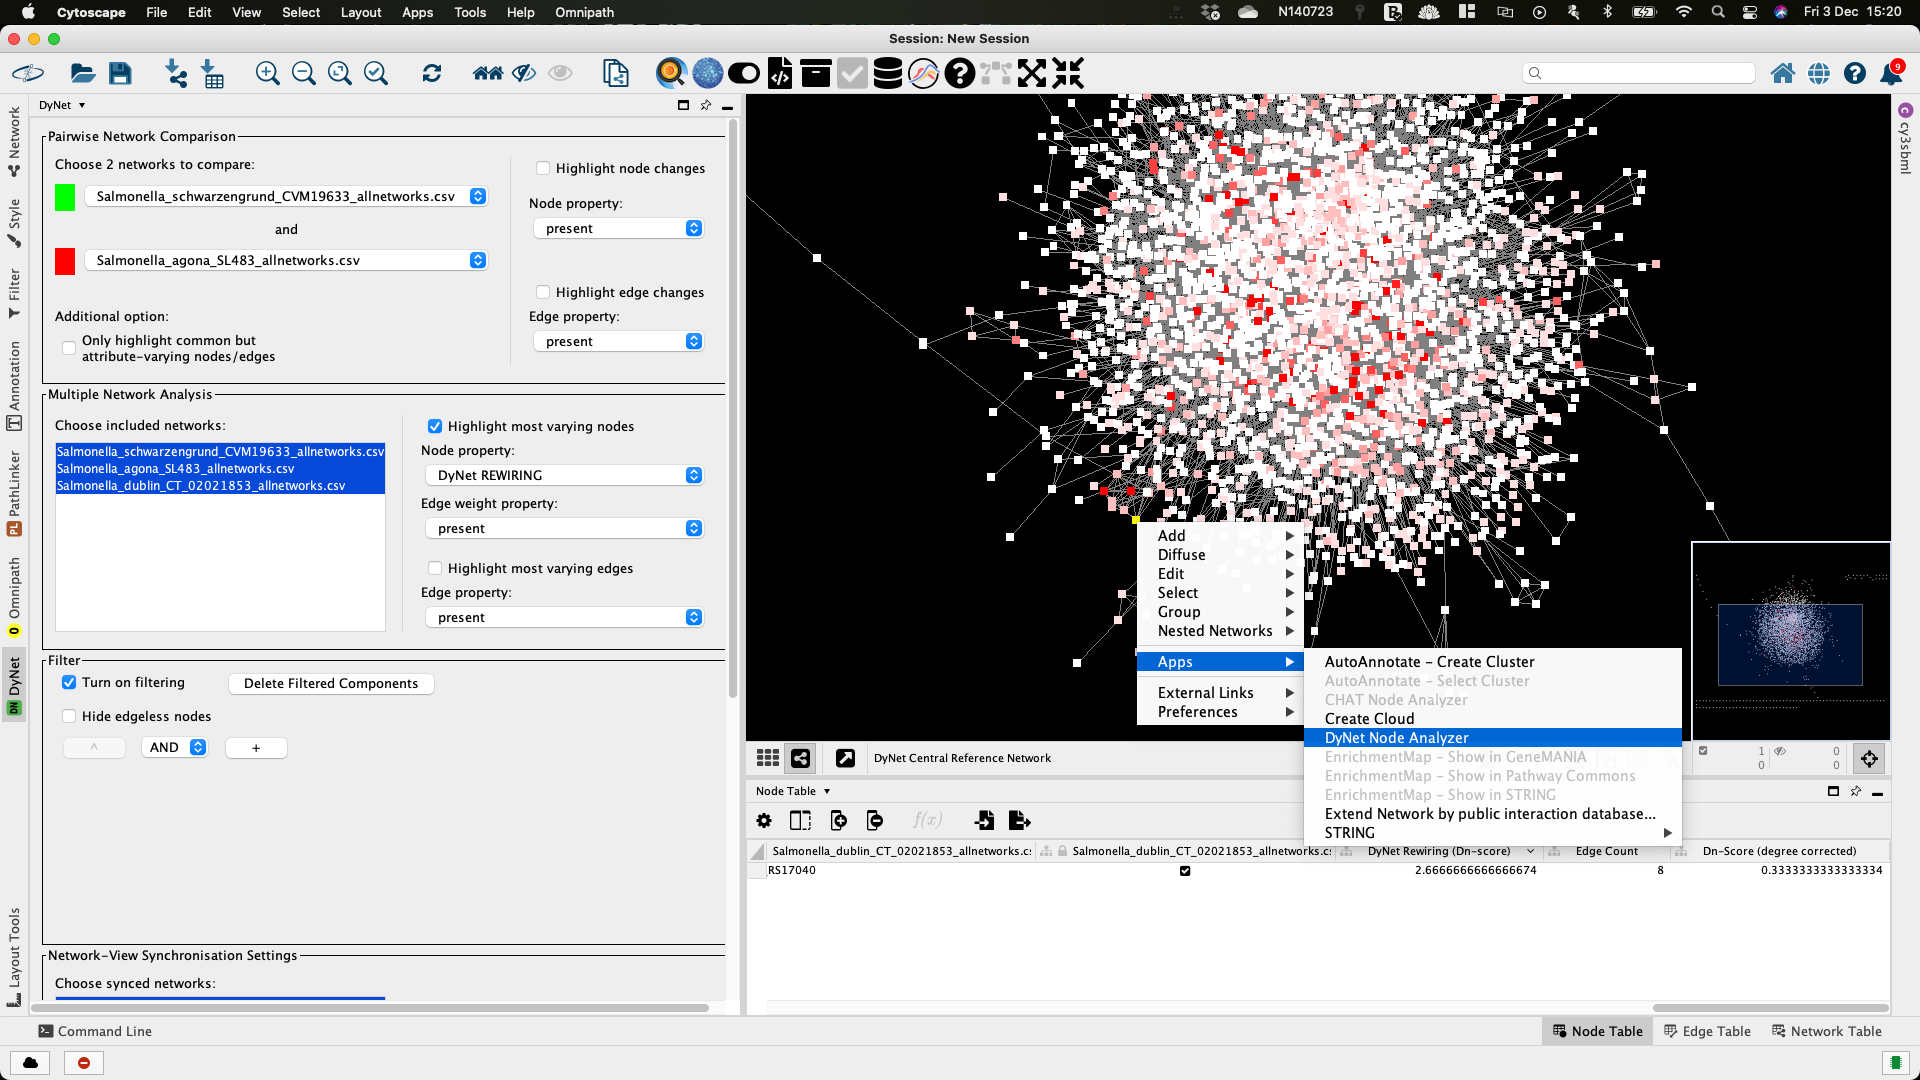 Cytoscape File Edit View Select Layout Apps Tools Help Omnipath N140723 Fri 3 Dec 15:20
Session: New Session
9
DyNet
Network
Style
Filter
Annotation
PathLinker
Omnipath
DyNet
Layout Tools
Pairwise Network Comparison
Choose 2 networks to compare:
Salmonella_schwarzengrund_CVM19633_allnetworks.csv
and
Salmonella_agona_SL483_allnetworks.csv
Additional option:
Only highlight common but
attribute-varying nodes/edges
Highlight node changes
Node property:
present
Highlight edge changes
Edge property:
present
Multiple Network Analysis
Choose included networks:
Salmonella_schwarzengrund_CVM19633_allnetworks.csv
Salmonella_agona_SL483_allnetworks.csv
Salmonella_dublin_CT_02021853_allnetworks.csv
Highlight most varying nodes
Node property:
DyNet REWIRING
Edge weight property:
present
Highlight most varying edges
Edge property:
present
Filter
Turn on filtering
Delete Filtered Components
Hide edgeless nodes
^ AND +
Network-View Synchronisation Settings
Choose synced networks:
cy3sbml
Add
Diffuse
Edit
Select
Group
Nested Networks
Apps
External Links
Preferences
AutoAnnotate - Create Cluster
AutoAnnotate - Select Cluster
CHAT Node Analyzer
Create Cloud
DyNet Node Analyzer
EnrichmentMap - Show in GeneMANIA
EnrichmentMap - Show in Pathway Commons
EnrichmentMap - Show in STRING
Extend Network by public interaction database...
STRING
DyNet Central Reference Network
1 0
0 0
Node Table
f(x)
Salmonella_dublin_CT_02021853_allnetworks.c: Salmonella_dublin_CT_02021853_allnetworks.c: DyNet Rewiring (Dn-score) Edge Count Dn-Score (degree corrected)
RS17040 2.6666666666666674 8 0.3333333333333334
Command Line
Node Table Edge Table Network Table